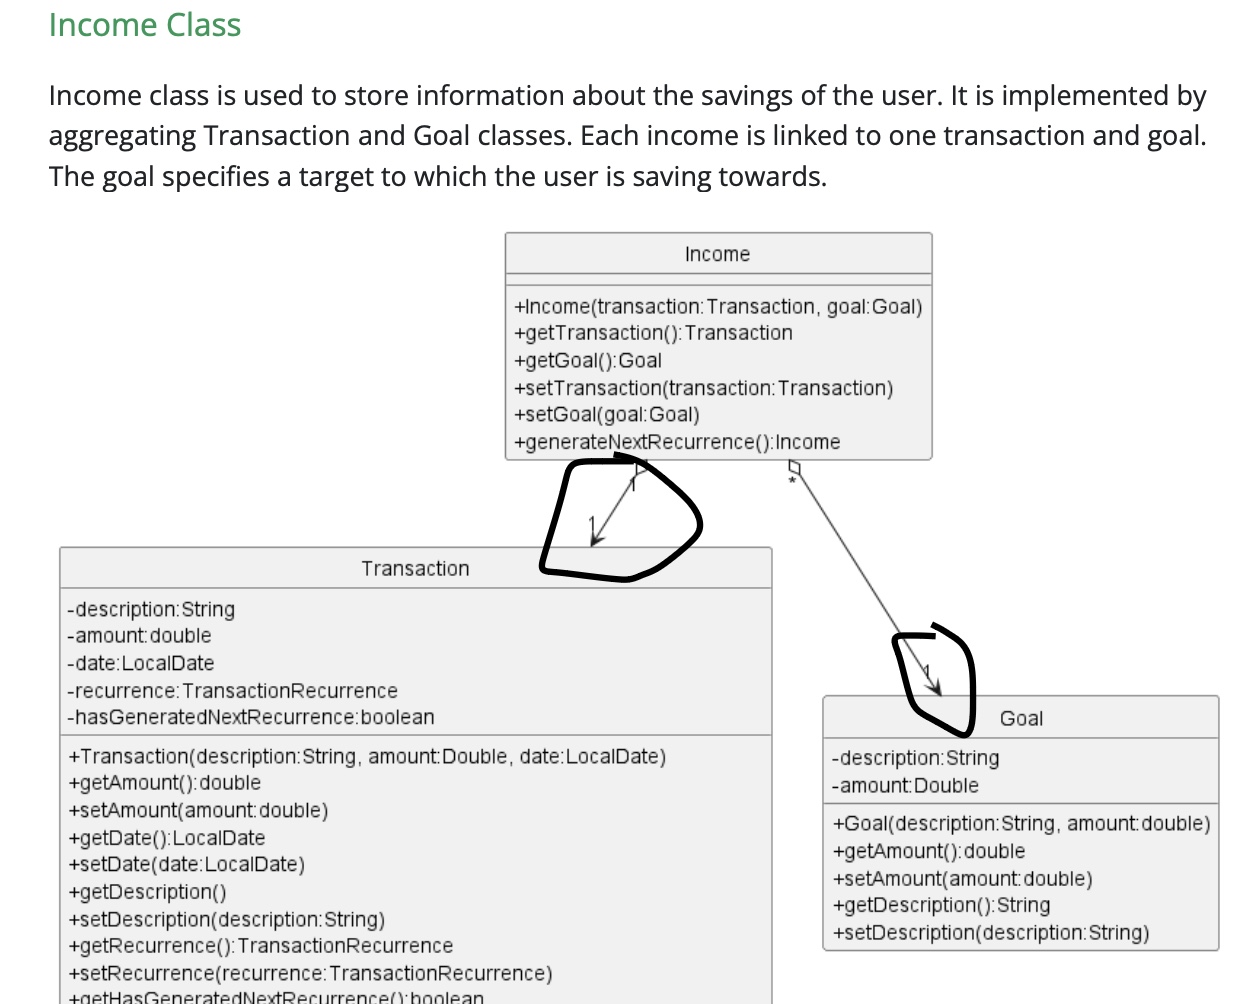 Income Class
Income class is used to store information about the savings of the user. It is implemented by
aggregating Transaction and Goal classes. Each income is linked to one transaction and goal.
The goal specifies a target to which the user is saving towards.
Income
+Income(transaction:Transaction, goal:Goal)
+getTransaction():Transaction
+getGoal():Goal
+setTransaction(transaction:Transaction)
+setGoal(goal:Goal)
+generateNextRecurrence():Income
1
*
1
Transaction
-description:String
-amount:double
-date:LocalDate
-recurrence:TransactionRecurrence
-hasGeneratedNextRecurrence:boolean
+Transaction(description:String, amount:Double, date:LocalDate)
+getAmount():double
+setAmount(amount:double)
+getDate():LocalDate
+setDate(date:LocalDate)
+getDescription()
+setDescription(description:String)
+getRecurrence():TransactionRecurrence
+setRecurrence(recurrence:TransactionRecurrence)
+getHasGeneratedNextRecurrence():boolean
1
Goal
-description:String
-amount:Double
+Goal(description:String, amount:double)
+getAmount():double
+setAmount(amount:double)
+getDescription():String
+setDescription(description:String)